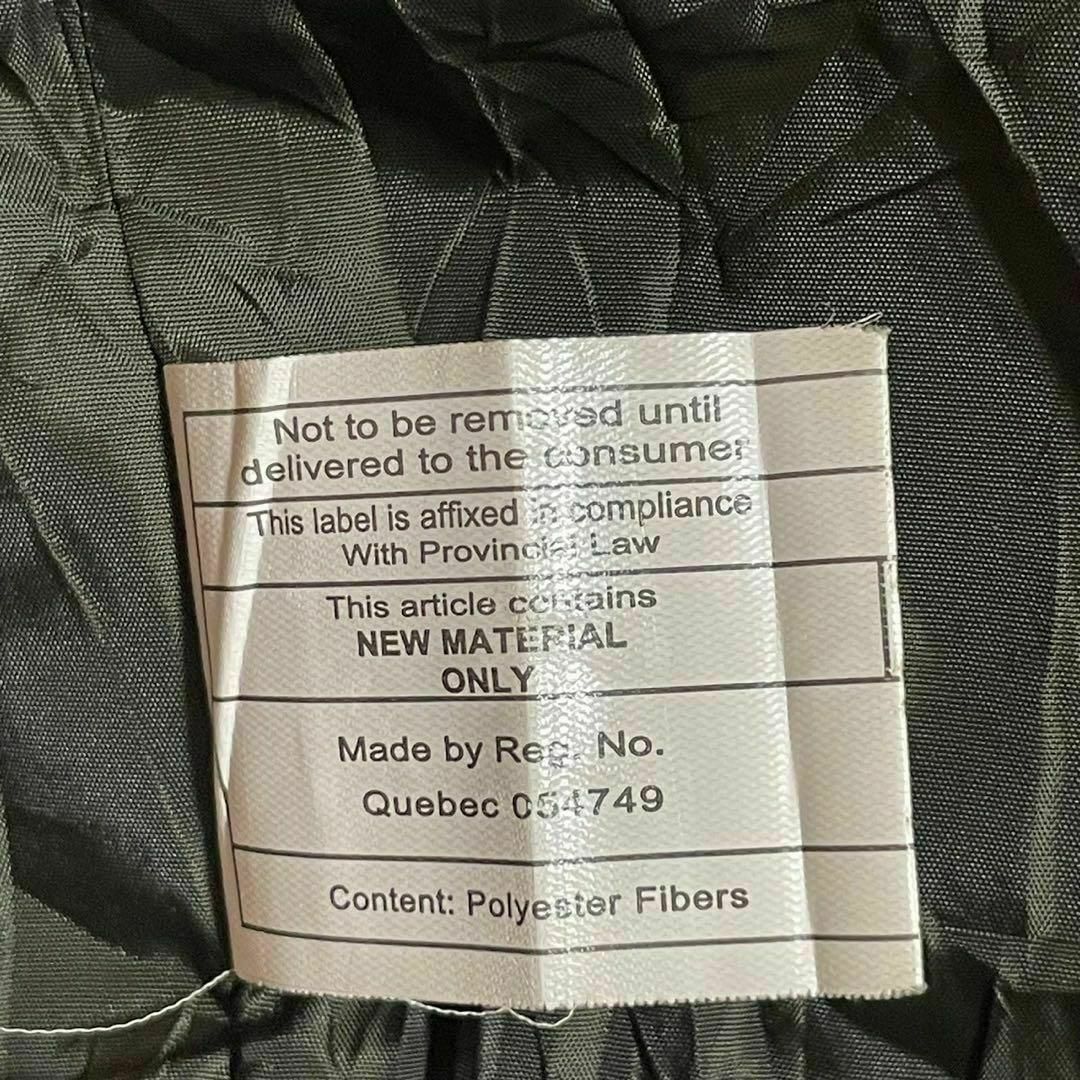 Not to be removed until
delivered to the consumer
This label is affixed in compliance
With Provincial Law
This article contains
NEW MATERIAL
ONLY
Made by Reg. No.
Quebec 054749
Content: Polyester Fibers